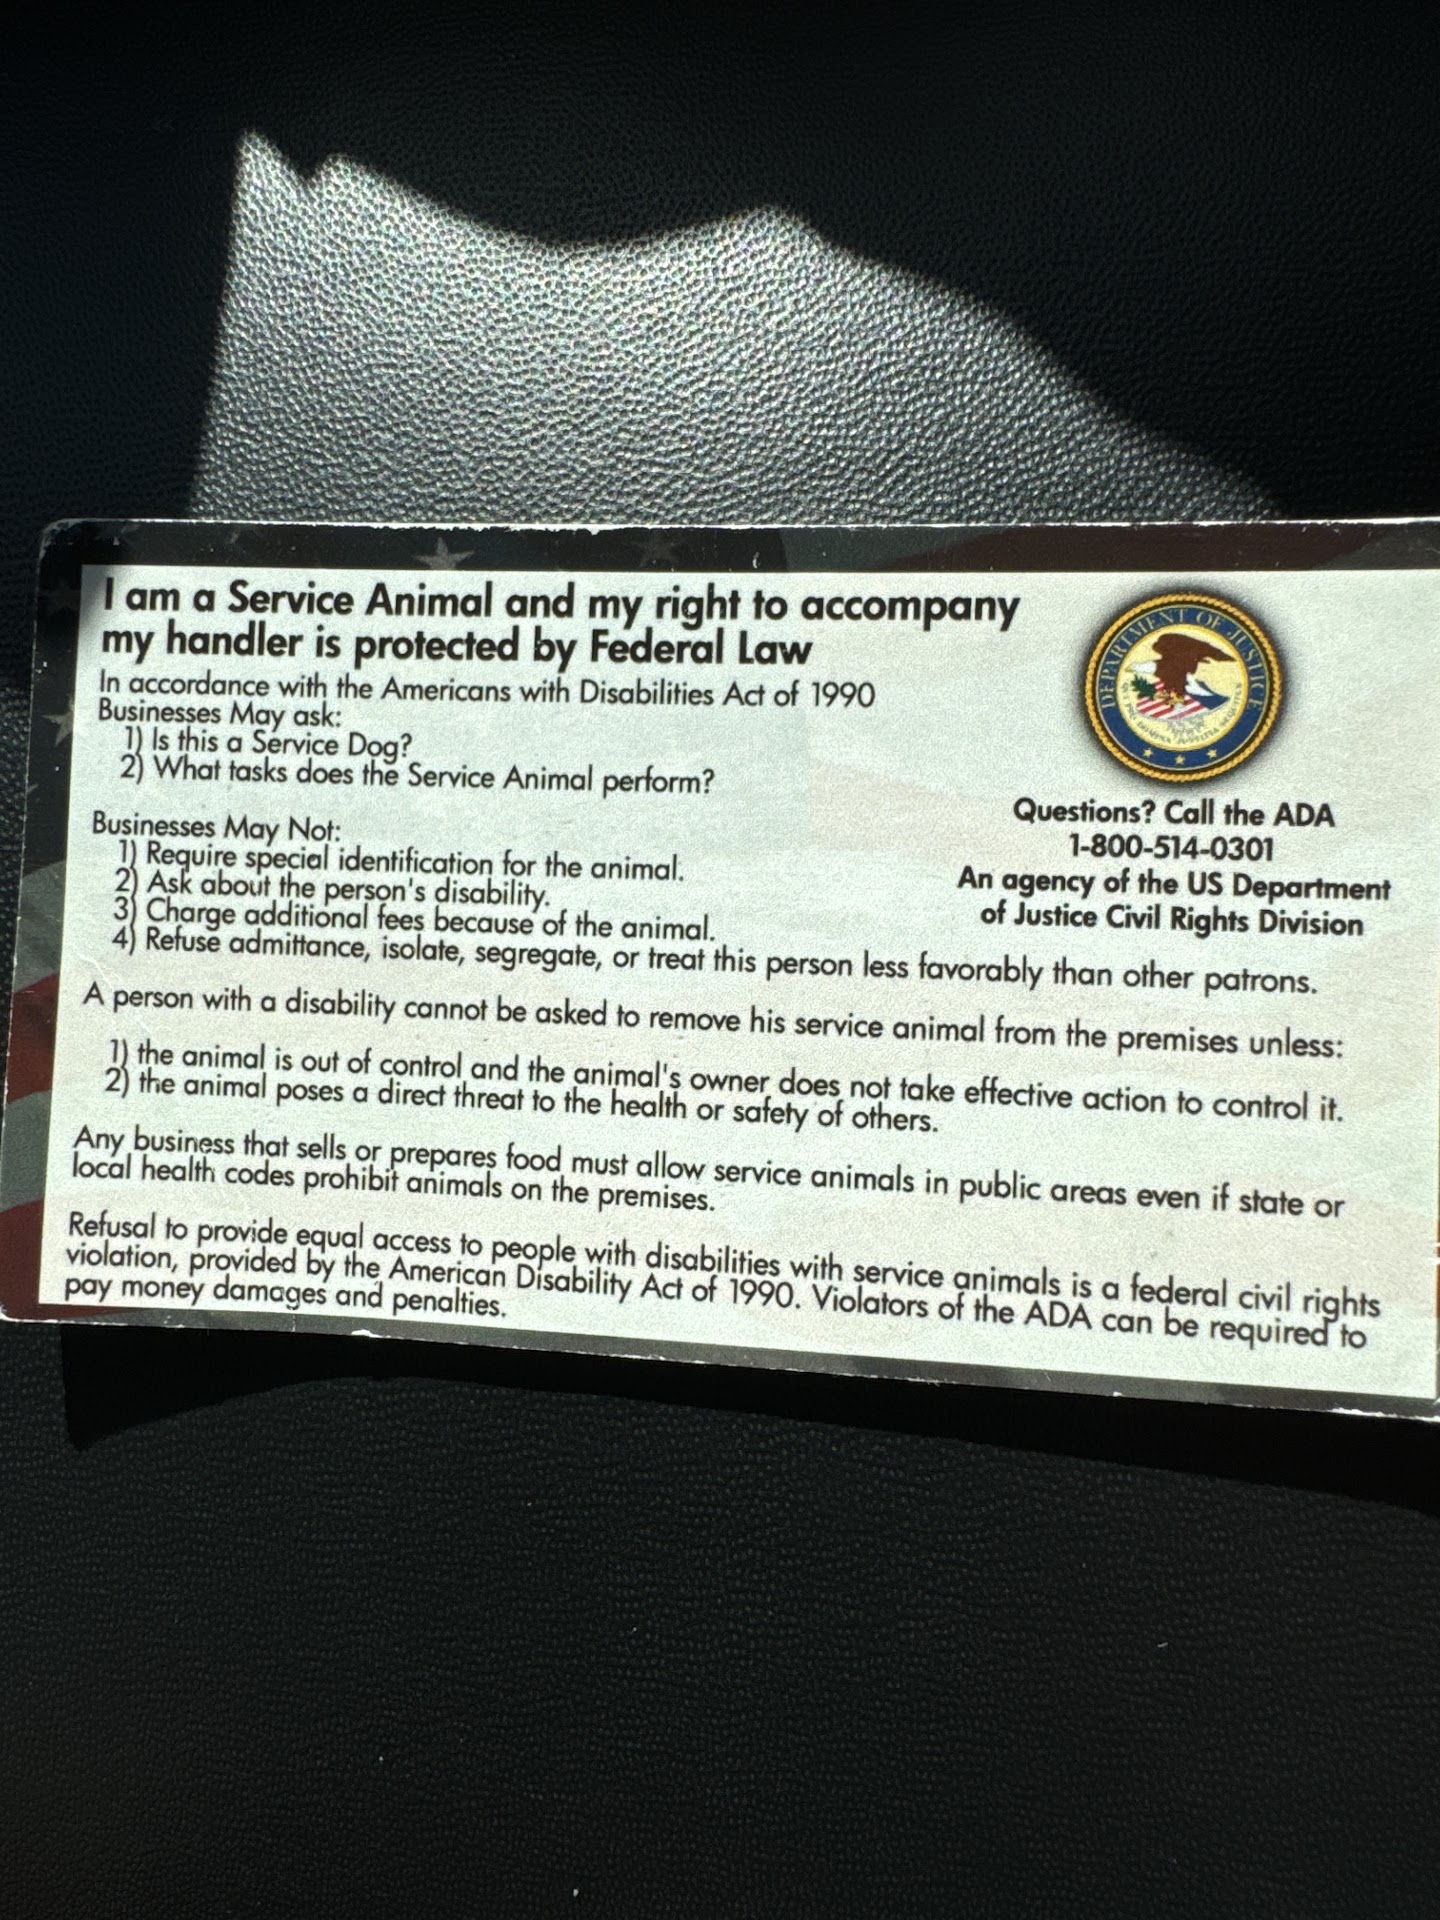 I am a Service Animal and my right to accompany
my handler is protected by Federal Law
In accordance with the Americans with Disabilities Act of 1990
Businesses May ask:
1) Is this a Service Dog?
2) What tasks does the Service Animal perform?
Businesses May Not:
1) Require special identification for the animal.
2) Ask about the person's disability.
3) Charge additional fees because of the animal.
4) Refuse admittance, isolate, segregate, or treat this person less favorably than other patrons.
DEPARTMENT OF JUSTICE
Questions? Call the ADA
1-800-514-0301
An agency of the US Department
of Justice Civil Rights Division
A person with a disability cannot be asked to remove his service animal from the premises unless:
1) the animal is out of control and the animal's owner does not take effective action to control it.
2) the animal poses a direct threat to the health or safety of others.
Any business that sells or prepares food must allow service animals in public areas even if state or
local health codes prohibit animals on the premises.
Refusal to provide equal access to people with disabilities with service animals is a federal civil rights
violation, provided by the American Disability Act of 1990. Violators of the ADA can be required to
pay money damages and penalties.